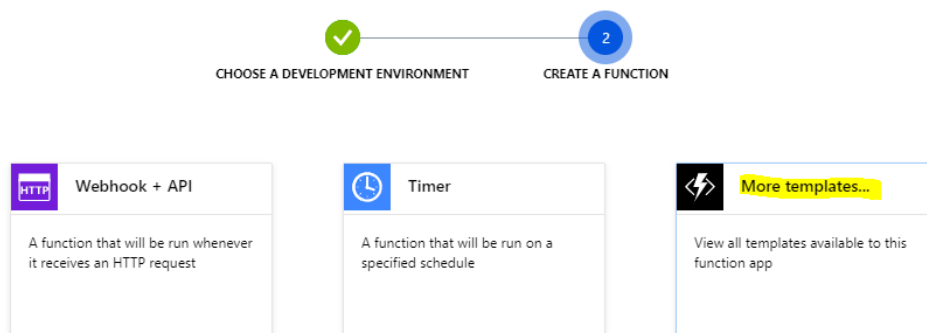 2
CHOOSE A DEVELOPMENT ENVIRONMENT
CREATE A FUNCTION
HTTP
Webhook + API
Timer
More templates...
A function that will be run whenever
it receives an HTTP request
A function that will be run on a
specified schedule
View all templates available to this
function app